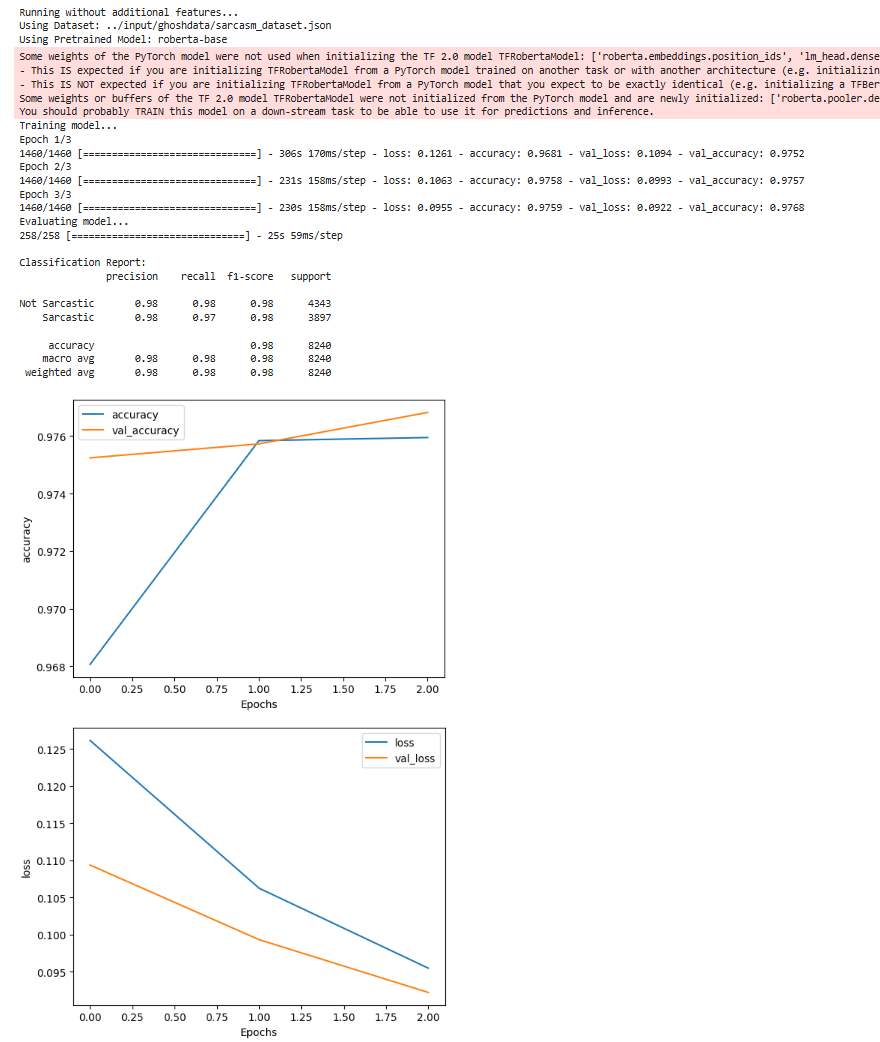 Running without additional features...
Using Dataset: ../input/ghoshdata/sarcasm_dataset.json
Using Pretrained Model: roberta-base
Some weights of the PyTorch model were not used when initializing the TF 2.0 model TFRobertaModel: ['roberta.embeddings.position_ids', 'lm_head.dense
- This IS expected if you are initializing TFRobertaModel from a PyTorch model trained on another task or with another architecture (e.g. initializin
- This IS NOT expected if you are initializing TFRobertaModel from a PyTorch model that you expect to be exactly identical (e.g. initializing a TFBer
Some weights or buffers of the TF 2.0 model TFRobertaModel were not initialized from the PyTorch model and are newly initialized: ['roberta.pooler.de
You should probably TRAIN this model on a down-stream task to be able to use it for predictions and inference.
Training model...
Epoch 1/3
1460/1460 [==============================] - 306s 170ms/step - loss: 0.1261 - accuracy: 0.9681 - val_loss: 0.1094 - val_accuracy: 0.9752
Epoch 2/3
1460/1460 [==============================] - 231s 158ms/step - loss: 0.1063 - accuracy: 0.9758 - val_loss: 0.0993 - val_accuracy: 0.9757
Epoch 3/3
1460/1460 [==============================] - 230s 158ms/step - loss: 0.0955 - accuracy: 0.9759 - val_loss: 0.0922 - val_accuracy: 0.9768
Evaluating model...
258/258 [==============================] - 25s 59ms/step
Classification Report:
precision recall f1-score support
Not Sarcastic 0.98 0.98 0.98 4343
Sarcastic 0.98 0.97 0.98 3897
accuracy 0.98 8240
macro avg 0.98 0.98 0.98 8240
weighted avg 0.98 0.98 0.98 8240
accuracy
val_accuracy
0.976
0.974
0.972
0.970
0.968
accuracy
0.00 0.25 0.50 0.75 1.00 1.25 1.50 1.75 2.00
Epochs
loss
val_loss
0.125
0.120
0.115
0.110
0.105
0.100
0.095
loss
0.00 0.25 0.50 0.75 1.00 1.25 1.50 1.75 2.00
Epochs